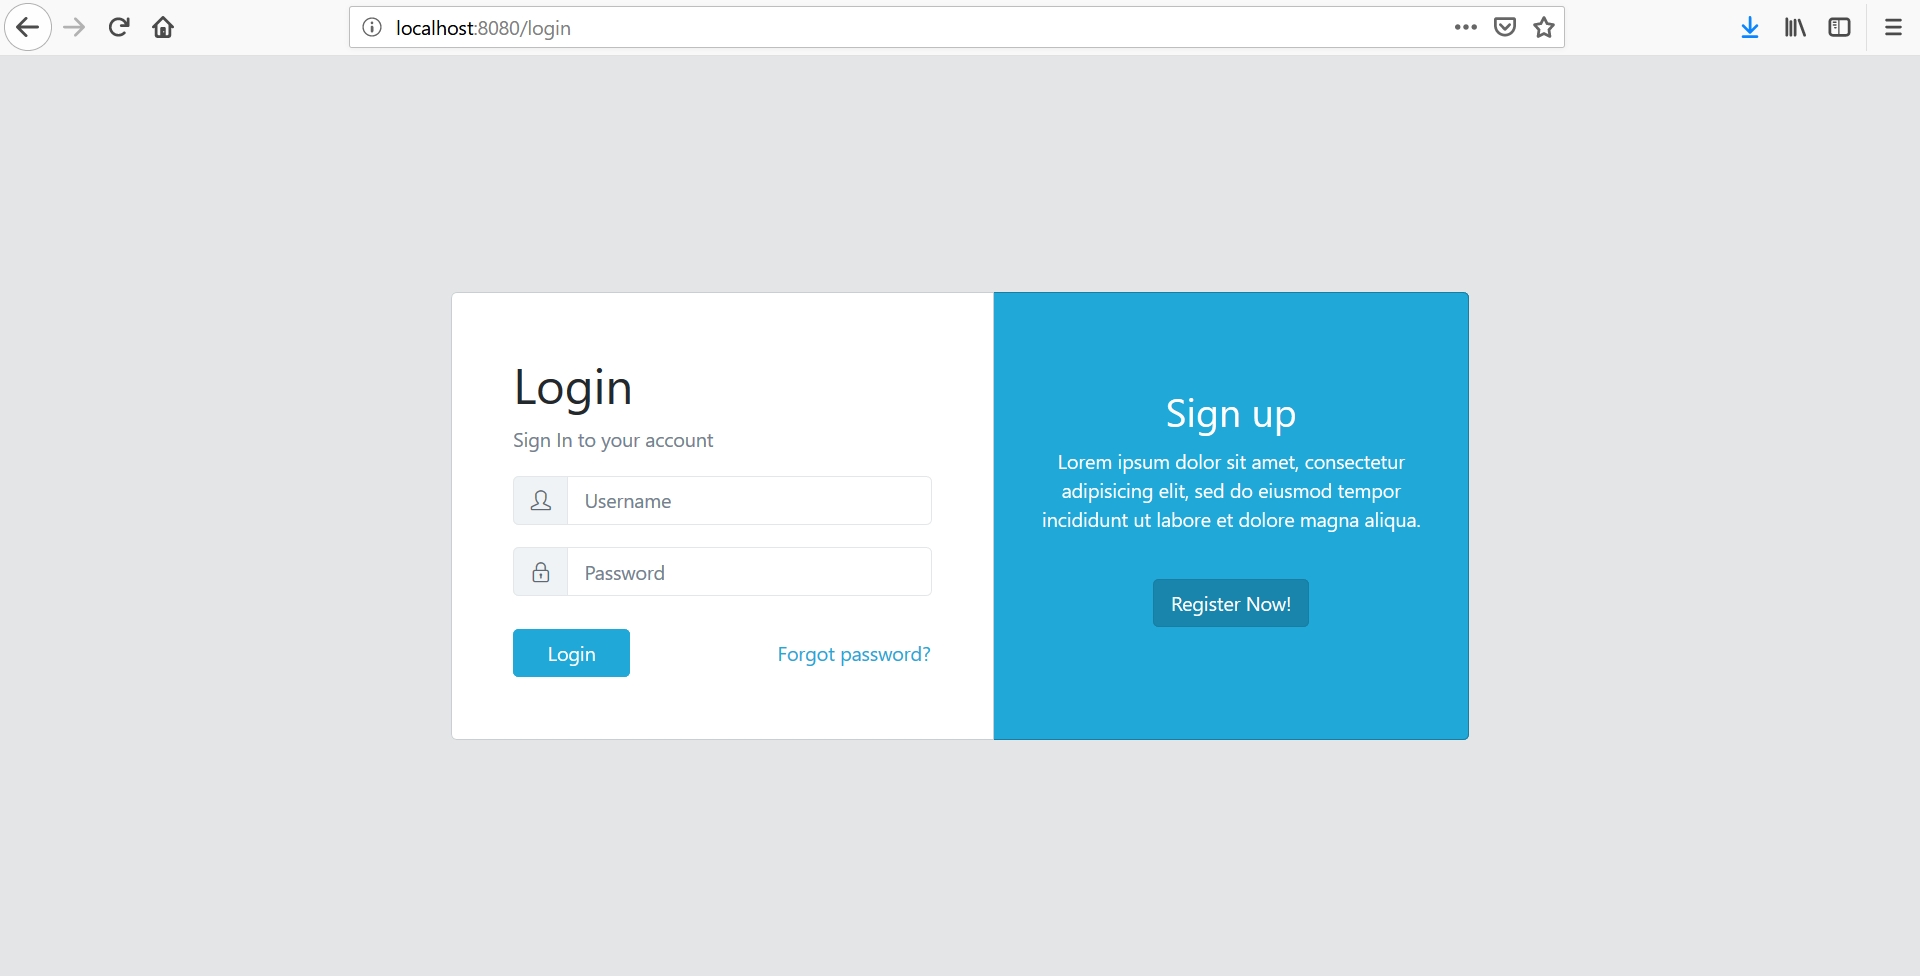 localhost:8080/login
Login
Sign In to your account
Username
Password
Login
Forgot password?
Sign up
Lorem ipsum dolor sit amet, consectetur
adipisicing elit, sed do eiusmod tempor
incididunt ut labore et dolore magna aliqua.
Register Now!